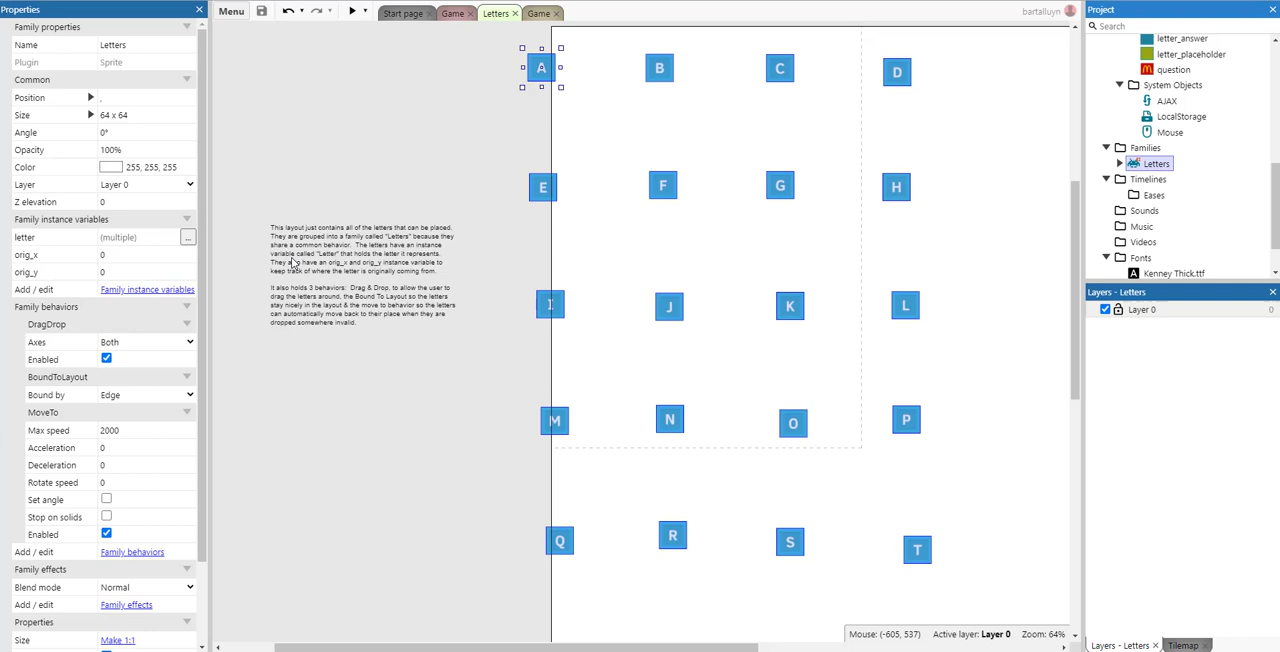 Properties
Family properties
Name Letters
Plugin Sprite
Common
Position ,
Size 64 x 64
Angle 0°
Opacity 100%
Color 255, 255, 255
Layer Layer 0
Z elevation 0
Family instance variables
letter (multiple) ...
orig_x 0
orig_y 0
Add / edit Family instance variables
Family behaviors
DragDrop
Axes Both
Enabled
BoundToLayout
Bound by Edge
MoveTo
Max speed 2000
Acceleration 0
Deceleration 0
Rotate speed 0
Set angle
Stop on solids
Enabled
Add / edit Family behaviors
Family effects
Blend mode Normal
Add / edit Family effects
Properties
Size Make 1:1
Menu
Start page Game Letters Game
bartalluyn
A B C D
E F G H
This layout just contains all of the letters that can be placed.
They are grouped into a family called "Letters" because they
share a common behavior. The letters have an instance
variable called "Letter" that holds the letter it represents.
They also have an orig_x and orig_y instance variable to
keep track of where the letter is originally coming from.
It also holds 3 behaviors: Drag & Drop, to allow the user to
drag the letters around, the Bound To Layout so the letters
stay nicely in the layout & the move to behavior so the letters
can automatically move back to their place when they are
dropped somewhere invalid.
I J K L
M N O P
Q R S T
Mouse: (-605, 537) Active layer: Layer 0 Zoom: 64%
Project
Search
letter_answer
letter_placeholder
question
System Objects
AJAX
LocalStorage
Mouse
Families
Letters
Timelines
Eases
Sounds
Music
Videos
Fonts
A Kenney Thick.ttf
Layers - Letters
Layer 0 0
Layers - Letters Tilemap